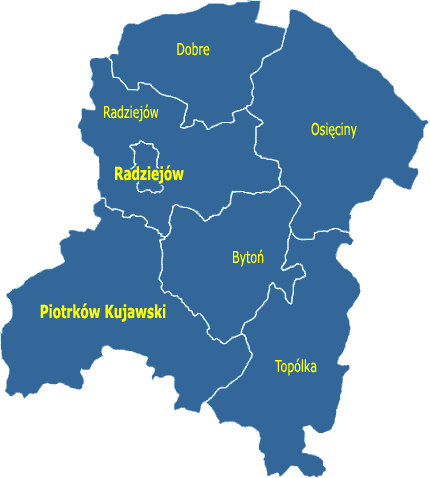 Dobre
Radziejów
Osięciny
Radziejów
Bytoń
Piotrków Kujawski
Topólka